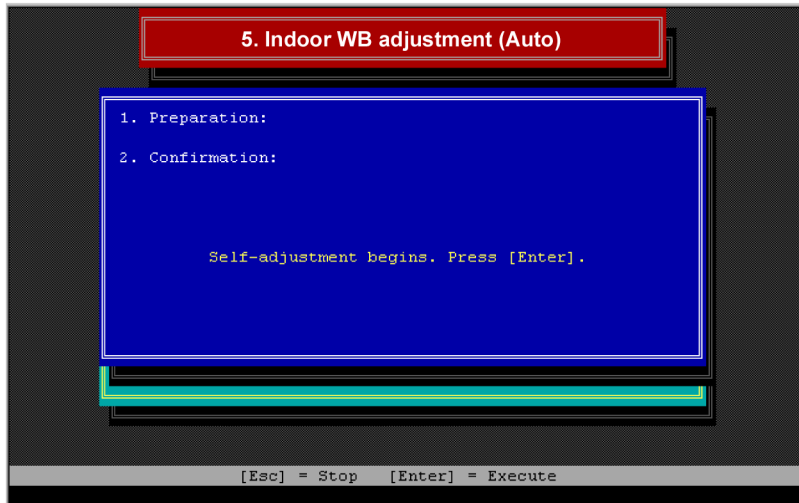 5. Indoor WB adjustment (Auto)
1. Preparation:
2. Confirmation:
Self-adjustment begins. Press [Enter].
[Esc] = Stop [Enter] = Execute